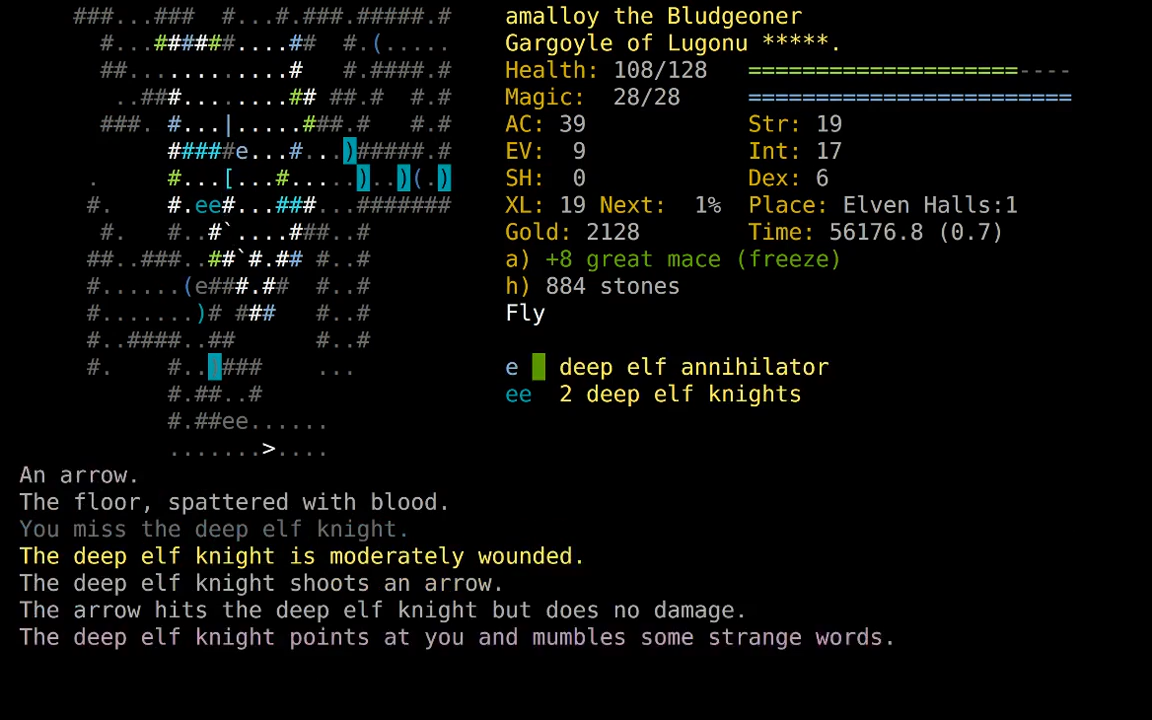 ###...### #...#.###.#####.# amalloy the Bludgeoner
#...######....## #.(..... Gargoyle of Lugonu *****.
##............# #.####.# Health: 108/128 ====================----
..###........## ##.# #.# Magic: 28/28 ========================
###. #...|.....###.# #.# AC: 39 Str: 19
#####e...#...)#####.# EV: 9 Int: 17
. #...[...#.....)..)(.) SH: 0 Dex: 6
#. #.ee#...###...####### XL: 19 Next: 1% Place: Elven Halls:1
#. #..#`....###..# Gold: 2128 Time: 56176.8 (0.7)
##..###..##`#.## #..# a) +8 great mace (freeze)
#......(e###.## #..# h) 884 stones
#.......)# ### #..# Fly
#..####..## #..#
#. #..)### ... e deep elf annihilator
#.##..# ee 2 deep elf knights
#.##ee......
.......>....
An arrow.
The floor, spattered with blood.
You miss the deep elf knight.
The deep elf knight is moderately wounded.
The deep elf knight shoots an arrow.
The arrow hits the deep elf knight but does no damage.
The deep elf knight points at you and mumbles some strange words.